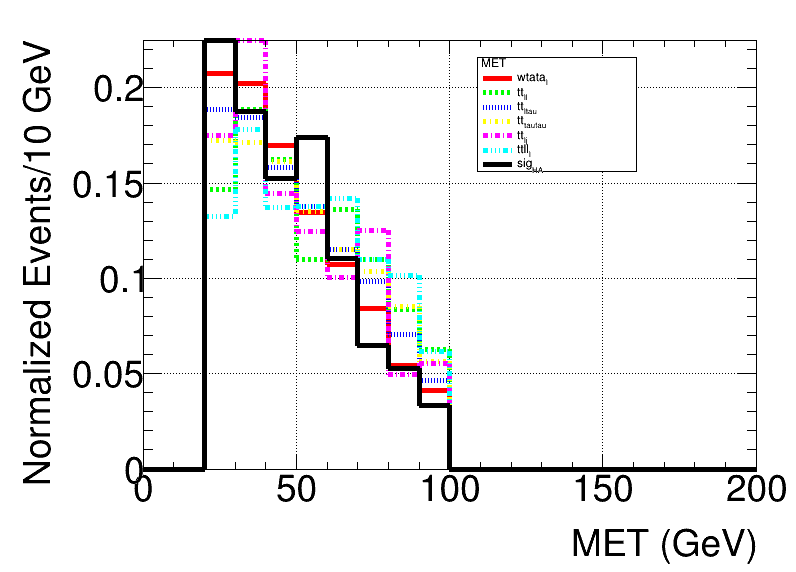 Normalized Events/10 GeV
0.2
0.15
0.1
0.05
0
0
50
100
150
200
MET (GeV)
MET
wtata_l
tt_ll
tt_ltau
tt_tautau
tt_lj
ttll_l
sig_HA